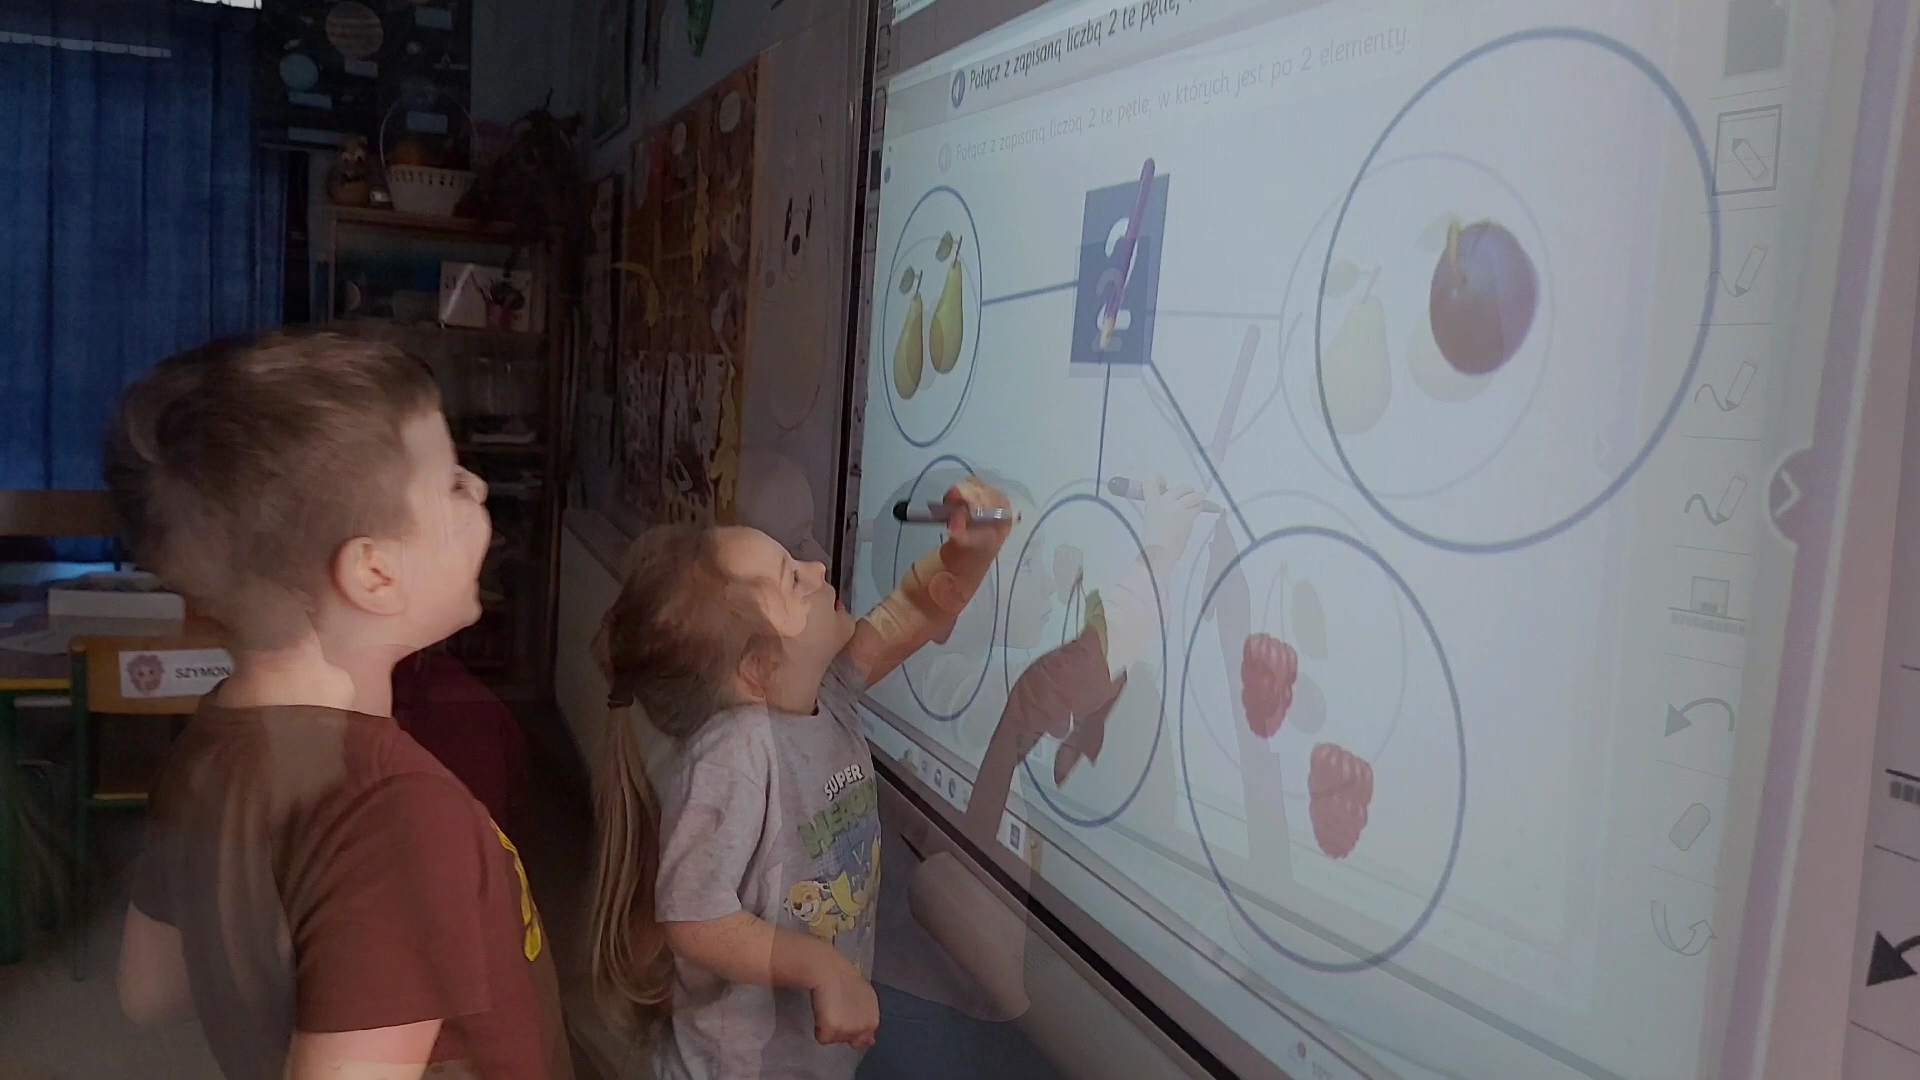 Połącz z zapisaną liczbą 2 te pętle,
Połącz z zapisaną liczbą 2 te pętle, w których jest po 2 elementy.
2
2
SZYMON
SUPER